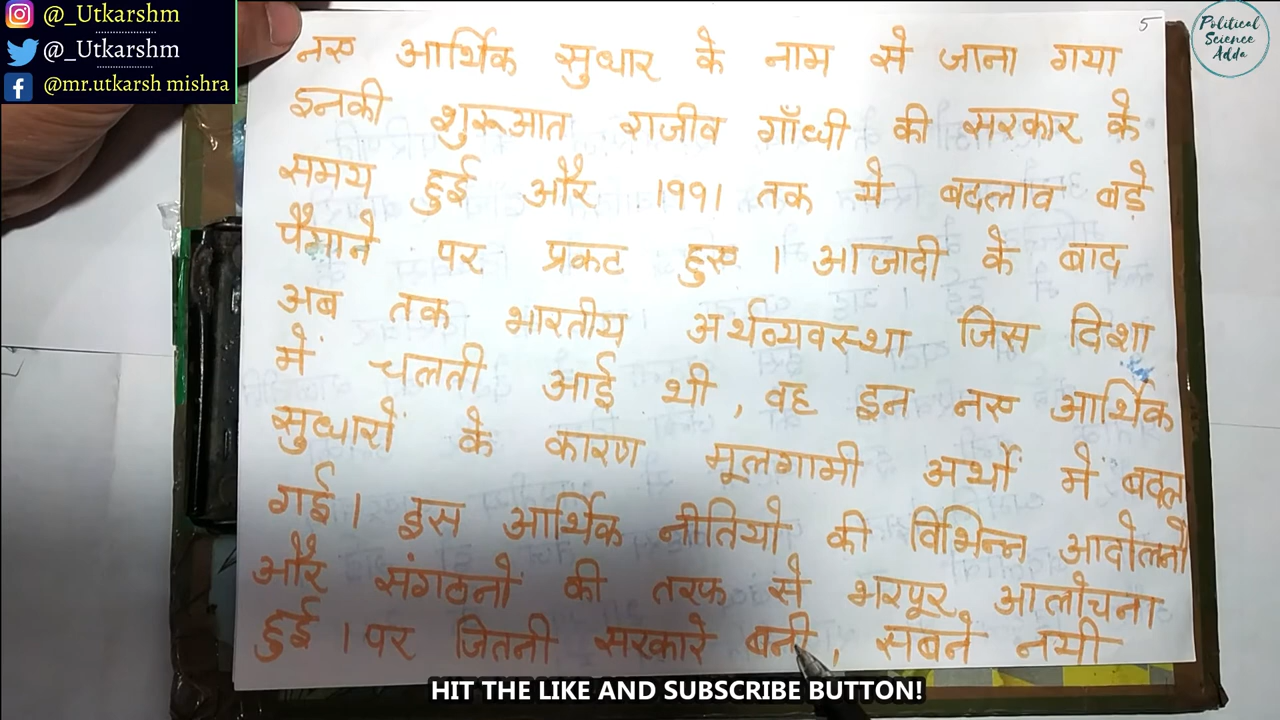 @_Utkarshm
@_Utkarshm
@mr.utkarsh mishra
5
Political
Science
Adda
नए आर्थिक सुधार के नाम से जाना गया
इनकी शुरूआत राजीव गाँधी की सरकार के
समय हुई और 1991 तक ये बदलाव बड़े
पैमाने पर प्रकट हुए । आजादी के बाद
अब तक भारतीय अर्थव्यवस्था जिस दिशा
में चलती आई थी , वह इन नए आर्थिक
सुधारों के कारण मूलगामी अर्थों में बदल
गई । इस आर्थिक नीतियो की विभिन्न आदोलनों
और संगठनों की तरफ से भरपूर आलोचना
हुई । पर जितनी सरकारे बनी , सबने नयी
HIT THE LIKE AND SUBSCRIBE BUTTON!